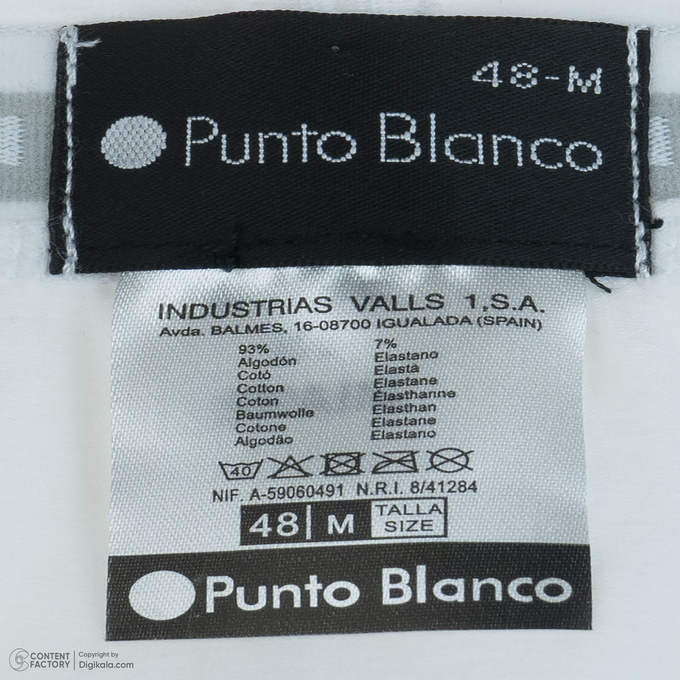 48-M
Punto Blanco
INDUSTRIAS VALLS 1,S.A.
Avda. BALMES, 16-08700 IGUALADA (SPAIN)
93% 7%
Algodón Elastano
Cotó Elastà
Cotton Elastane
Coton Élasthanne
Baumwolle Elasthan
Cotone Elastane
Algodão Elastano
40
NIF. A-59060491 N.R.I. 8/41284
48 M TALLA
SIZE
Punto Blanco
CONTENT Copyright by
FACTORY Digikala.com